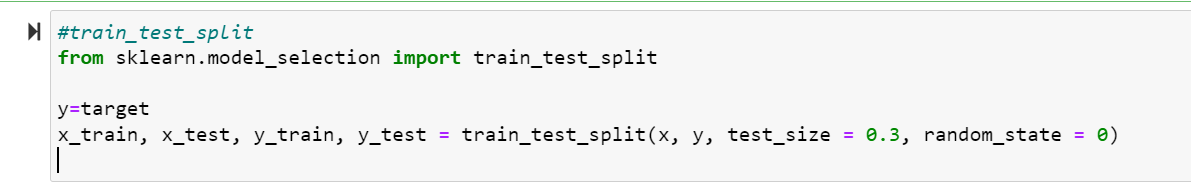 #train_test_split
from sklearn.model_selection import train_test_split
y=target
x_train, x_test, y_train, y_test = train_test_split(x, y, test_size = 0.3, random_state = 0)